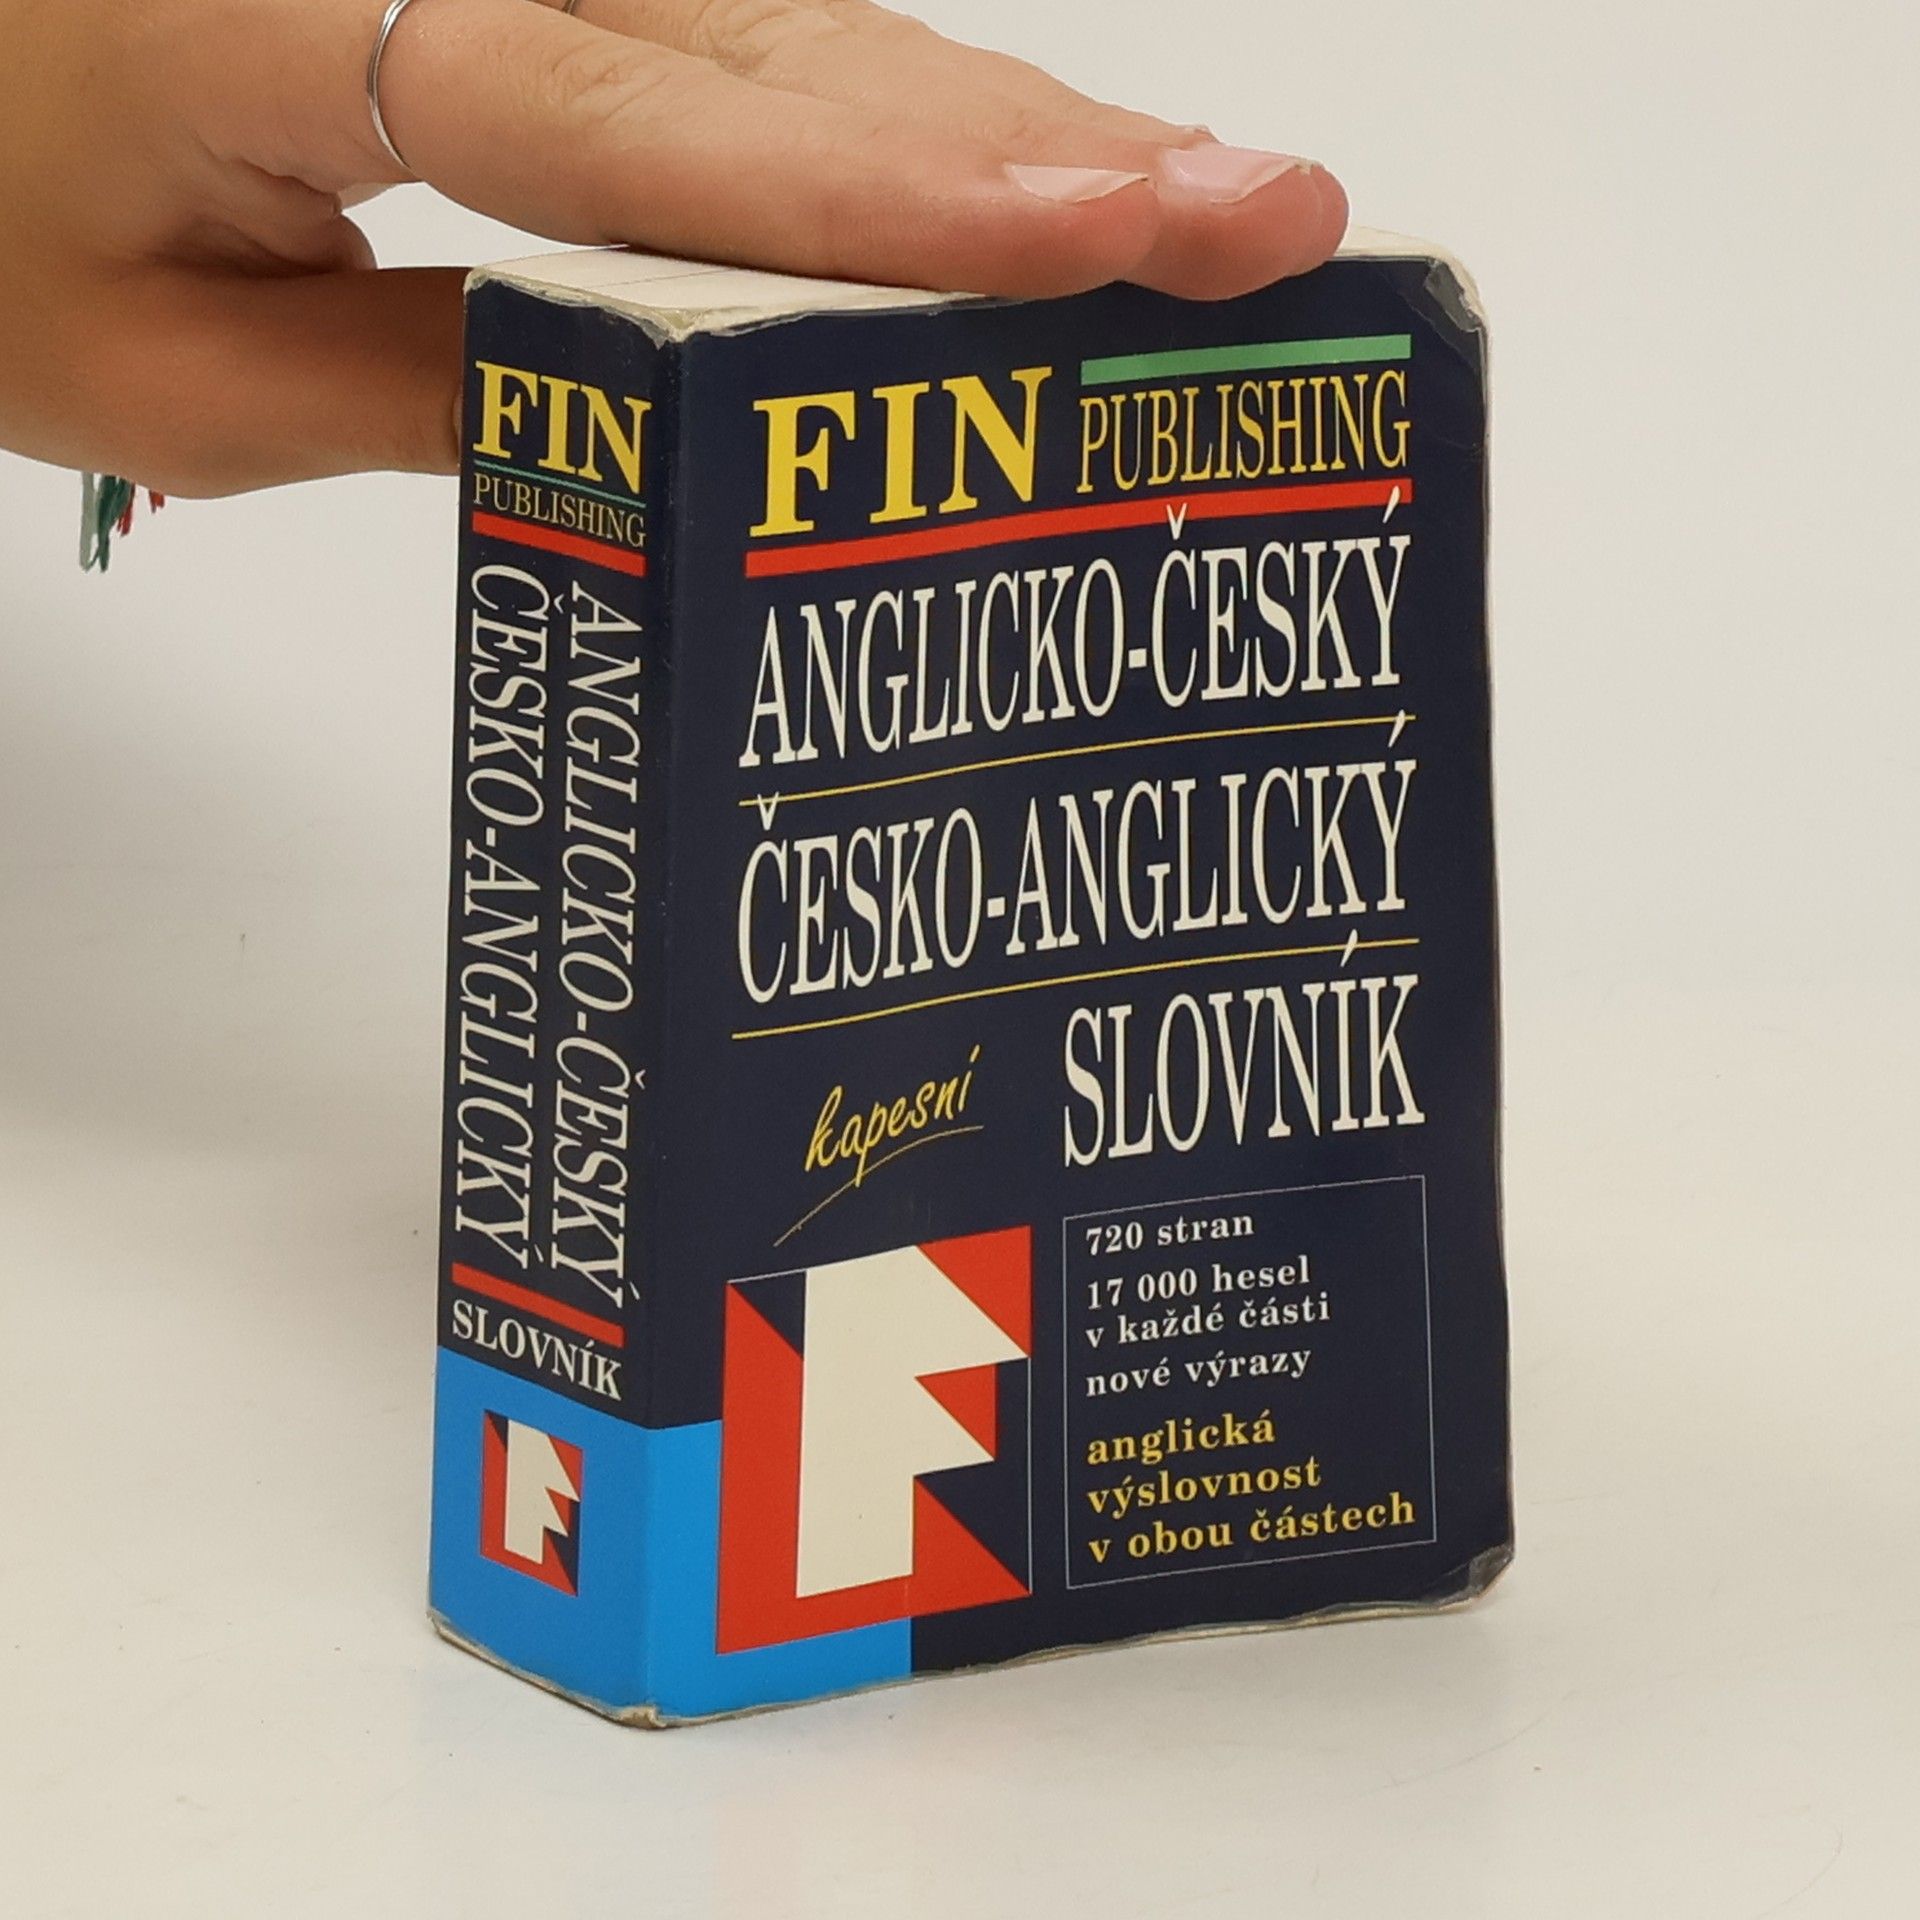 FIN
PUBLISHING
ANGLICKO-ČESKÝ
ČESKO-ANGLICKÝ
SLOVNÍK
FIN PUBLISHING
ANGLICKO-ČESKÝ
ČESKO-ANGLICKÝ
SLOVNÍK
kapesní
720 stran
17 000 hesel
v každé části
nové výrazy
anglická
výslovnost
v obou částech